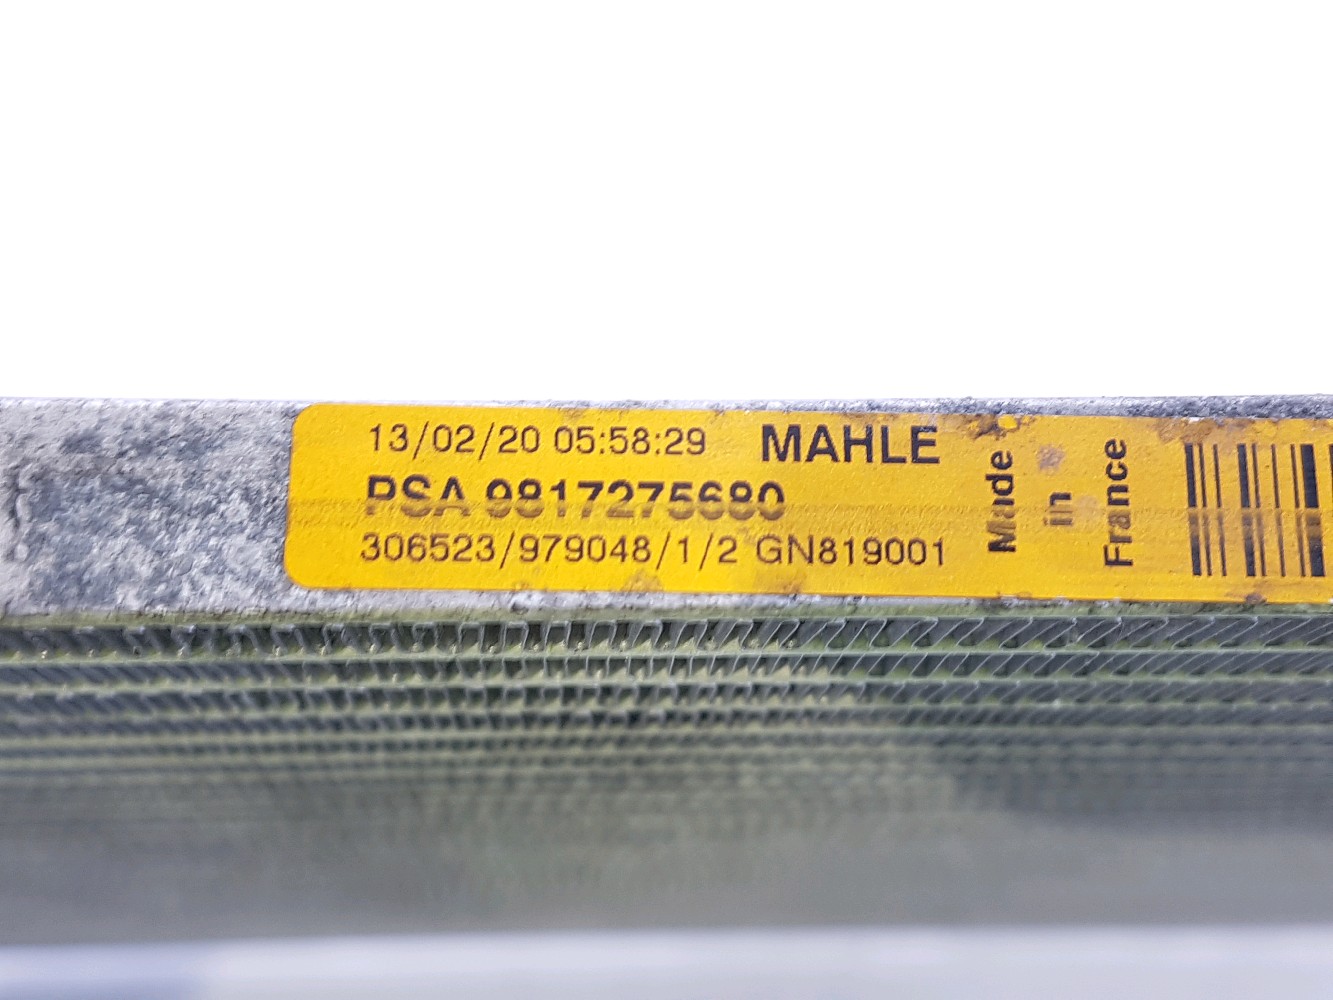 13/02/20 05:58:29 MAHLE
PSA 9817275680
306523/979048/1/2 GN819001
Made
in
France